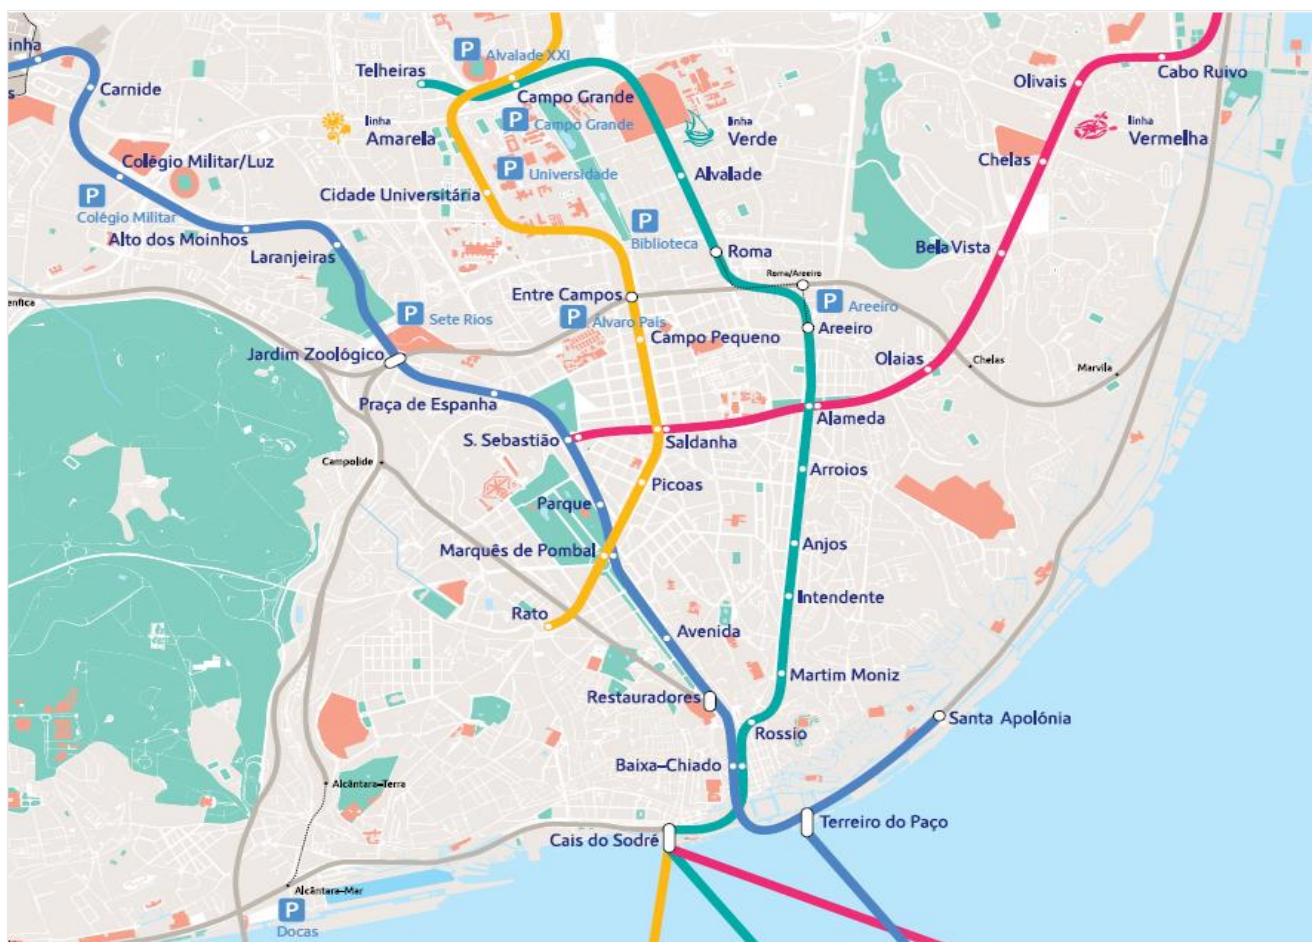 inha
P
Alvalade XXI
Telheiras
Olivais
Cabo Ruivo
s
Carnide
Campo Grande
linha
Amarela
P Campo Grande
linha
Verde
linha
Vermelha
Colégio Militar/Luz
Chelas
P
Universidade
Alvalade
P
Colégio Militar
Cidade Universitária
P
Biblioteca
Alto dos Moinhos
Laranjeiras
Roma
Bela Vista
Roma/Areeiro
enfica
Entre Campos
P Areeiro
P Sete Rios
P Álvaro Pais
Areeiro
Campo Pequeno
Jardim Zoológico
Olaias
Chelas
Marvila
Praça de Espanha
Alameda
S. Sebastião
Saldanha
Campolide
Arroios
Picoas
Parque
Marquês de Pombal
Anjos
Intendente
Rato
Avenida
Martim Moniz
Restauradores
Santa Apolónia
Rossio
Baixa–Chiado
Alcântara–Terra
Terreiro do Paço
Cais do Sodré
Alcântara–Mar
P
Docas